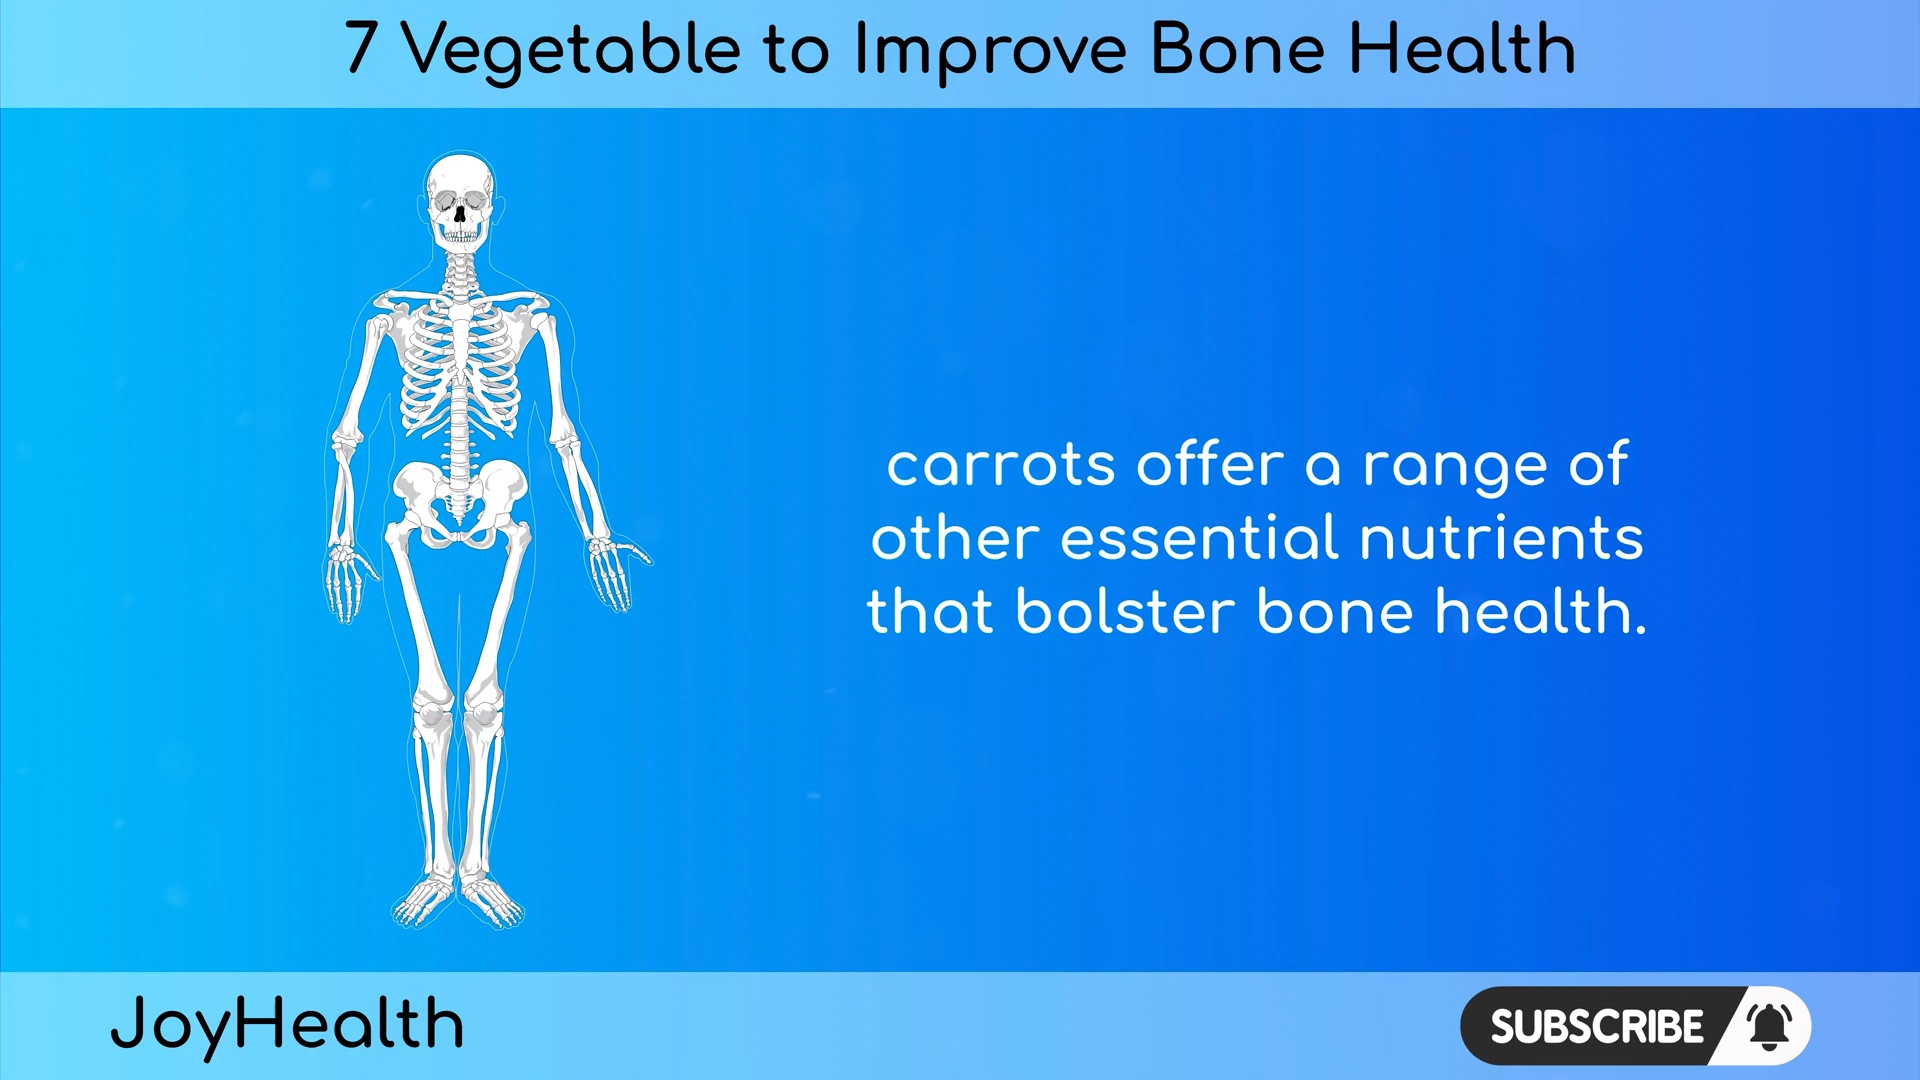 7 Vegetable to Improve Bone Health
carrots offer a range of
other essential nutrients
that bolster bone health.
JoyHealth
SUBSCRIBE